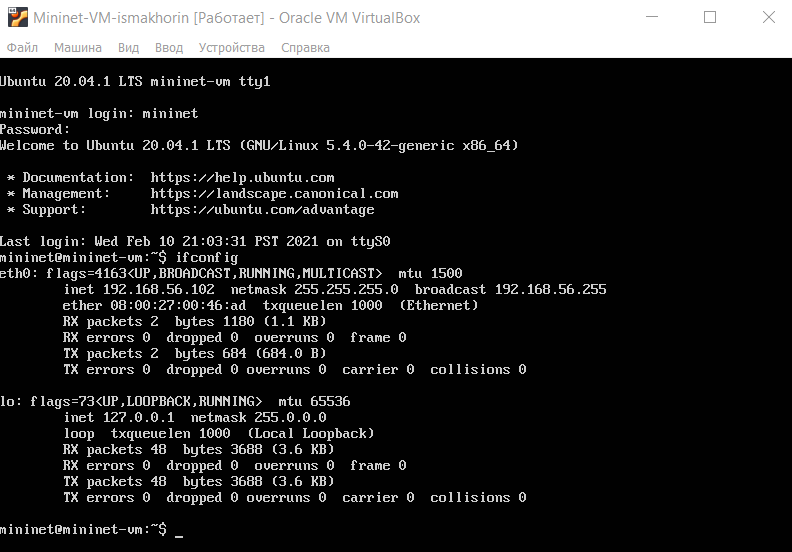 Mininet-VM-ismakhorin [Работает] - Oracle VM VirtualBox
Файл Машина Вид Ввод Устройства Справка
Ubuntu 20.04.1 LTS mininet-vm tty1
mininet-vm login: mininet
Password:
Welcome to Ubuntu 20.04.1 LTS (GNU/Linux 5.4.0-42-generic x86_64)
* Documentation:  https://help.ubuntu.com
* Management:     https://landscape.canonical.com
* Support:        https://ubuntu.com/advantage
Last login: Wed Feb 10 21:03:31 PST 2021 on ttyS0
mininet@mininet-vm:~$ ifconfig
eth0: flags=4163<UP,BROADCAST,RUNNING,MULTICAST>  mtu 1500
inet 192.168.56.102  netmask 255.255.255.0  broadcast 192.168.56.255
ether 08:00:27:00:46:ad  txqueuelen 1000  (Ethernet)
RX packets 2  bytes 1180 (1.1 KB)
RX errors 0  dropped 0  overruns 0  frame 0
TX packets 2  bytes 684 (684.0 B)
TX errors 0  dropped 0 overruns 0  carrier 0  collisions 0
lo: flags=73<UP,LOOPBACK,RUNNING>  mtu 65536
inet 127.0.0.1  netmask 255.0.0.0
loop  txqueuelen 1000  (Local Loopback)
RX packets 48  bytes 3688 (3.6 KB)
RX errors 0  dropped 0  overruns 0  frame 0
TX packets 48  bytes 3688 (3.6 KB)
TX errors 0  dropped 0 overruns 0  carrier 0  collisions 0
mininet@mininet-vm:~$ _